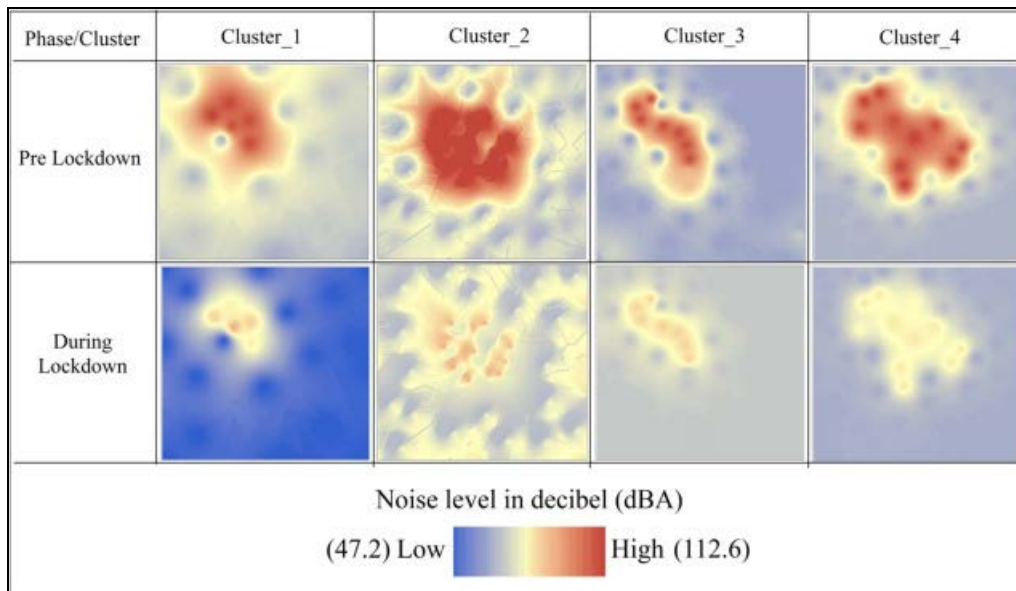 Phase/Cluster
Cluster_1
Cluster_2
Cluster_3
Cluster_4
Pre Lockdown
During
Lockdown
Noise level in decibel (dBA)
(47.2) Low
High (112.6)